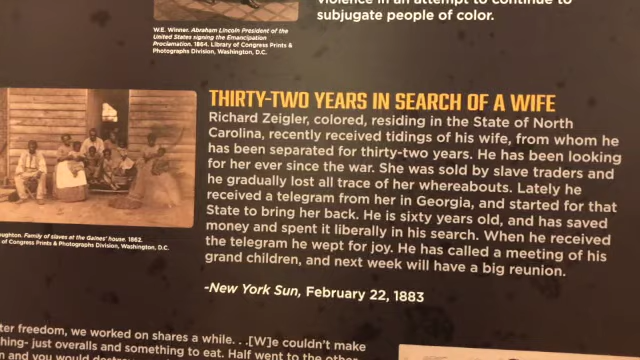 violence in an attempt to continue to
subjugate people of color.
W.E. Winner. Abraham Lincoln President of the
United States signing the Emancipation
Proclamation. 1864. Library of Congress Prints &
Photographs Division, Washington, D.C.
THIRTY-TWO YEARS IN SEARCH OF A WIFE
Richard Zeigler, colored, residing in the State of North
Carolina, recently received tidings of his wife, from whom he
has been separated for thirty-two years. He has been looking
for her ever since the war. She was sold by slave traders and
he gradually lost all trace of her whereabouts. Lately he
received a telegram from her in Georgia, and started for that
State to bring her back. He is sixty years old, and has saved
money and spent it liberally in his search. When he received
the telegram he wept for joy. He has called a meeting of his
grand children, and next week will have a big reunion.
-New York Sun, February 22, 1883
oughton. Family of slaves at the Gaines' house. 1862.
of Congress Prints & Photographs Division, Washington, D.C.
ter freedom, we worked on shares a while. . .[W]e couldn't make
thing- just overalls and something to eat. Half went to the other
n and you would